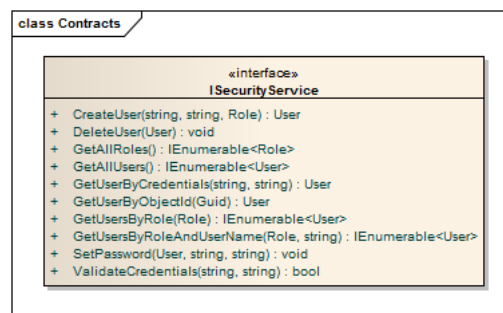 class Contracts
«interface»
ISecurityService
+ CreateUser(string, string, Role) : User
+ DeleteUser(User) : void
+ GetAllRoles() : IEnumerable<Role>
+ GetAllUsers() : IEnumerable<User>
+ GetUserByCredentials(string, string) : User
+ GetUserByObjectId(Guid) : User
+ GetUsersByRole(Role) : IEnumerable<User>
+ GetUsersByRoleAndUserName(Role, string) : IEnumerable<User>
+ SetPassword(User, string, string) : void
+ ValidateCredentials(string, string) : bool